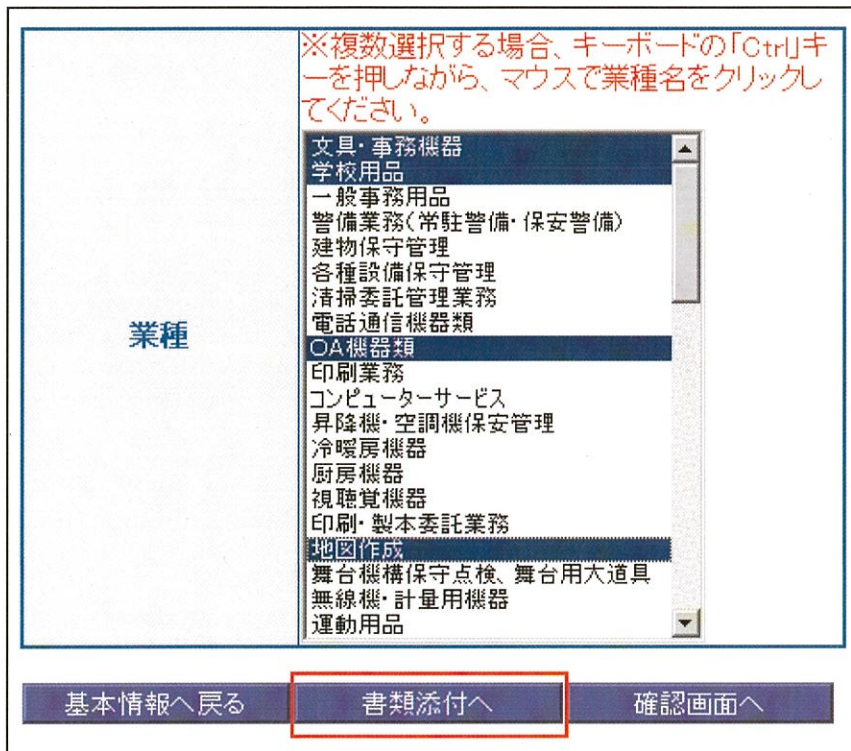 ※複数選択する場合、キーボードの「Ctrl」キ
ーを押しながら、マウスで業種名をクリックし
てください。
業種
文具・事務機器
学校用品
一般事務用品
警備業務(常駐警備・保安警備)
建物保守管理
各種設備保守管理
清掃委託管理業務
電話通信機器類
OA機器類
印刷業務
コンピューターサービス
昇降機・空調機保安管理
冷暖房機器
厨房機器
視聴覚機器
印刷・製本委託業務
地図作成
舞台機構保守点検、舞台用大道具
無線機・計量用機器
運動用品
基本情報へ戻る
書類添付へ
確認画面へ